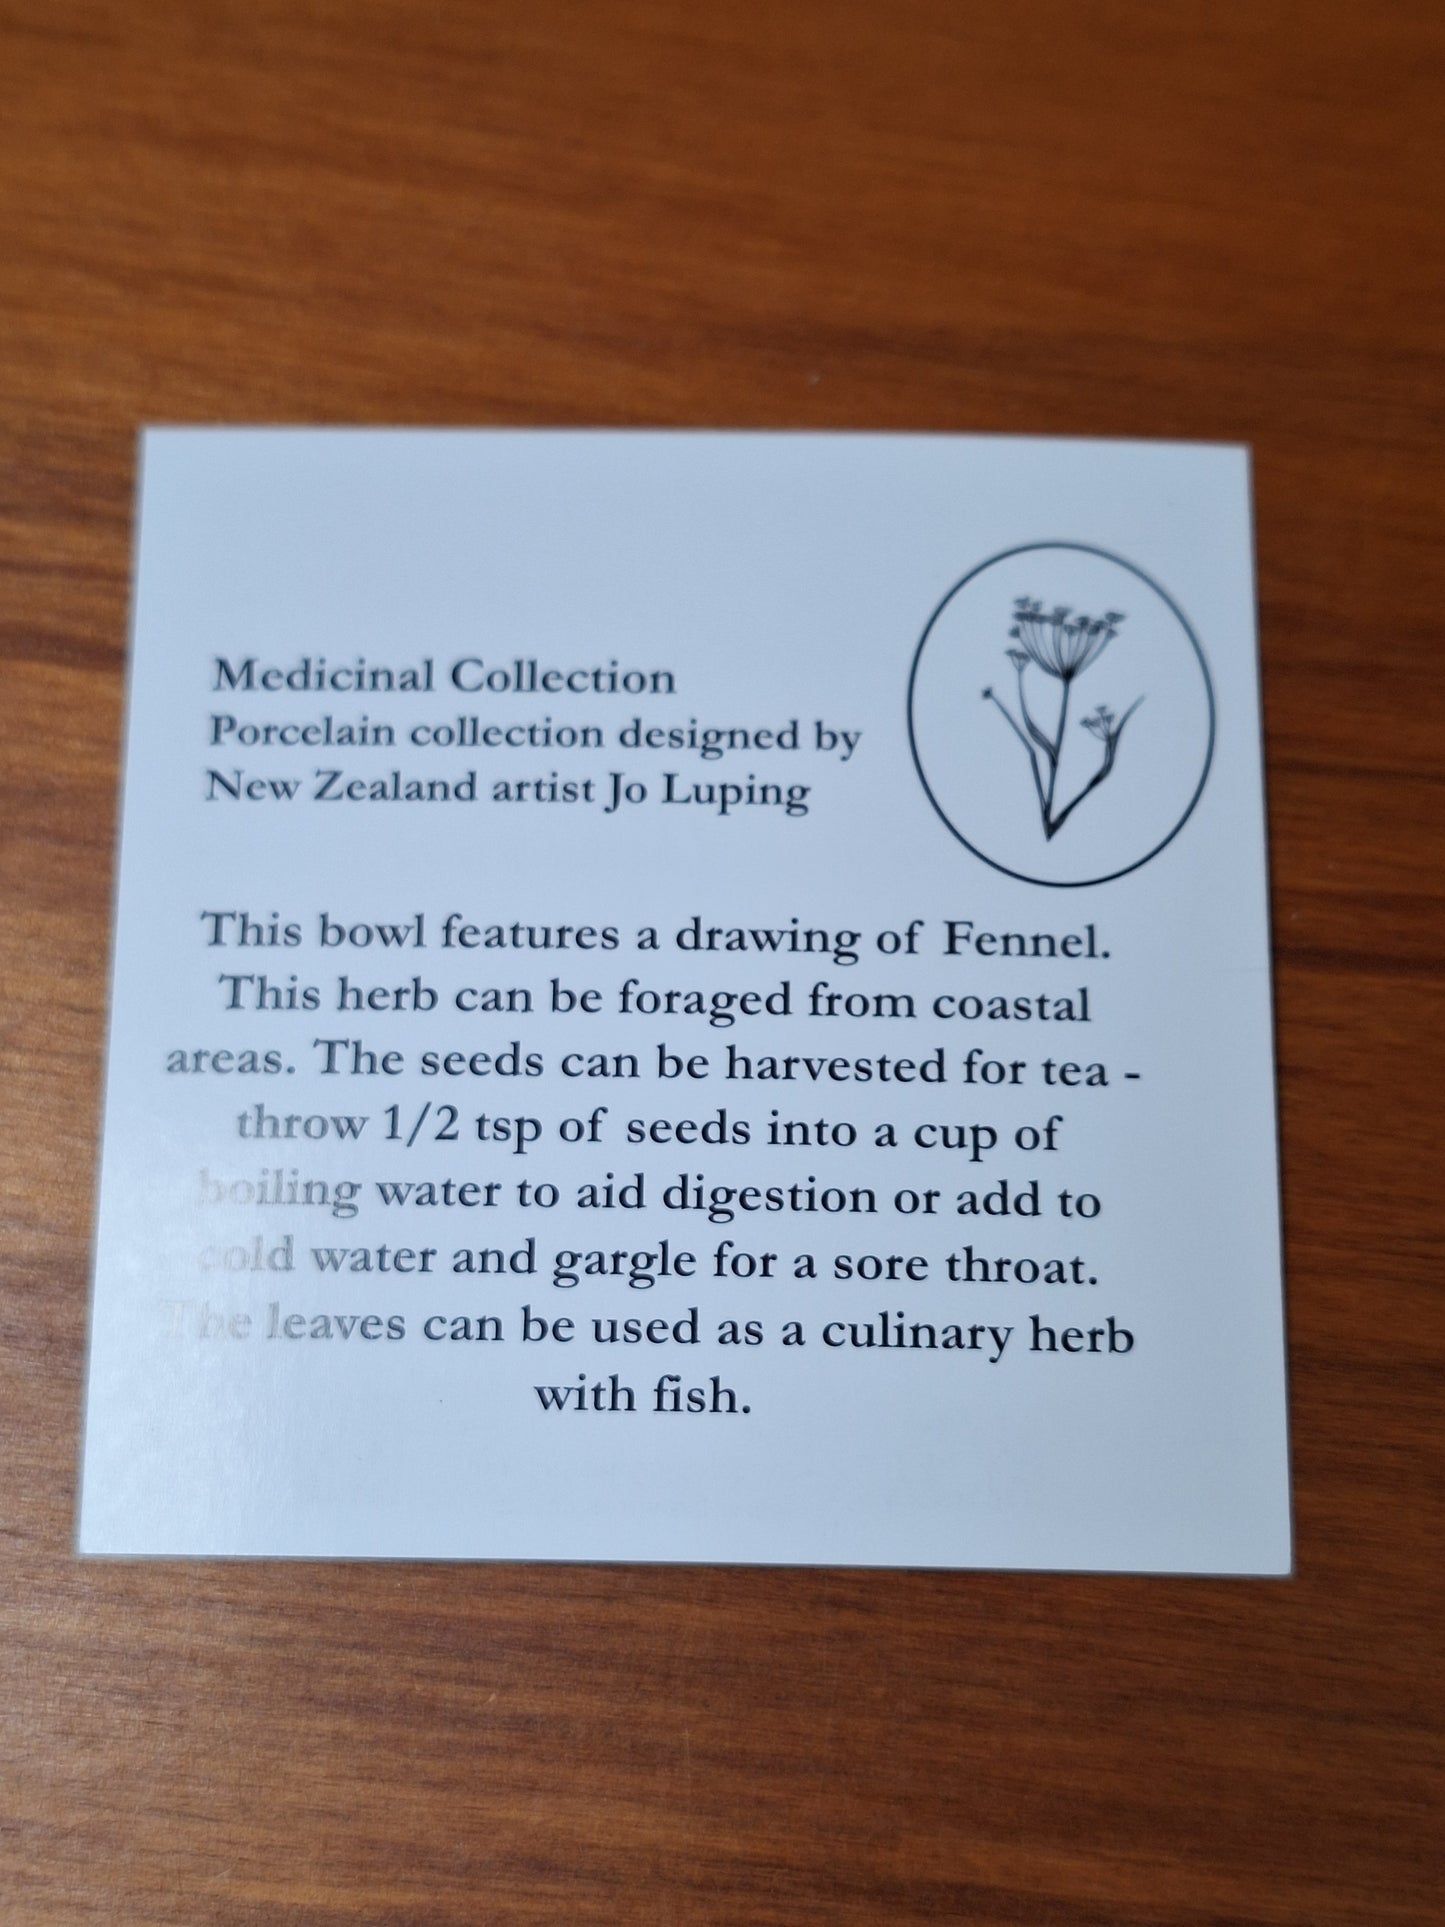 Medicinal Collection
Porcelain collection designed by
New Zealand artist Jo Luping
This bowl features a drawing of Fennel.
This herb can be foraged from coastal
areas. The seeds can be harvested for tea -
throw 1/2 tsp of seeds into a cup of
boiling water to aid digestion or add to
cold water and gargle for a sore throat.
The leaves can be used as a culinary herb
with fish.